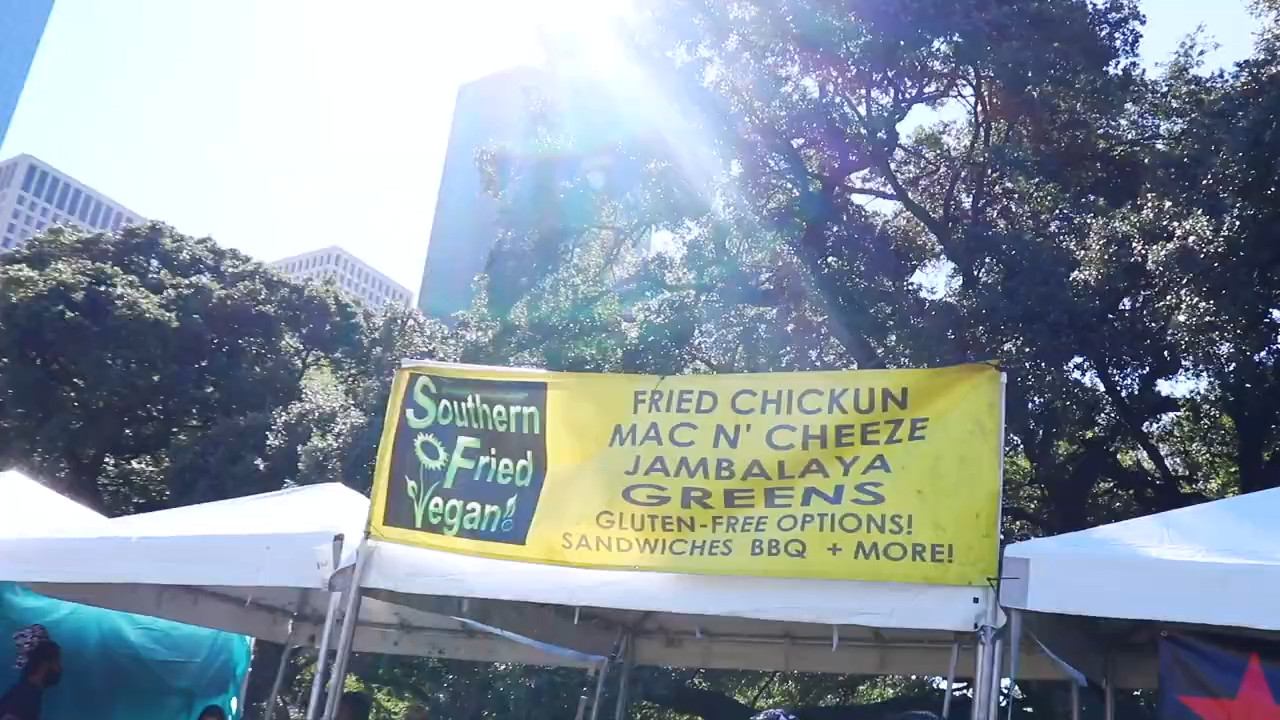 Southern
Fried
Vegan
FRIED CHICKUN
MAC N' CHEEZE
JAMBALAYA
GREENS
GLUTEN-FREE OPTIONS!
SANDWICHES BBQ + MORE!